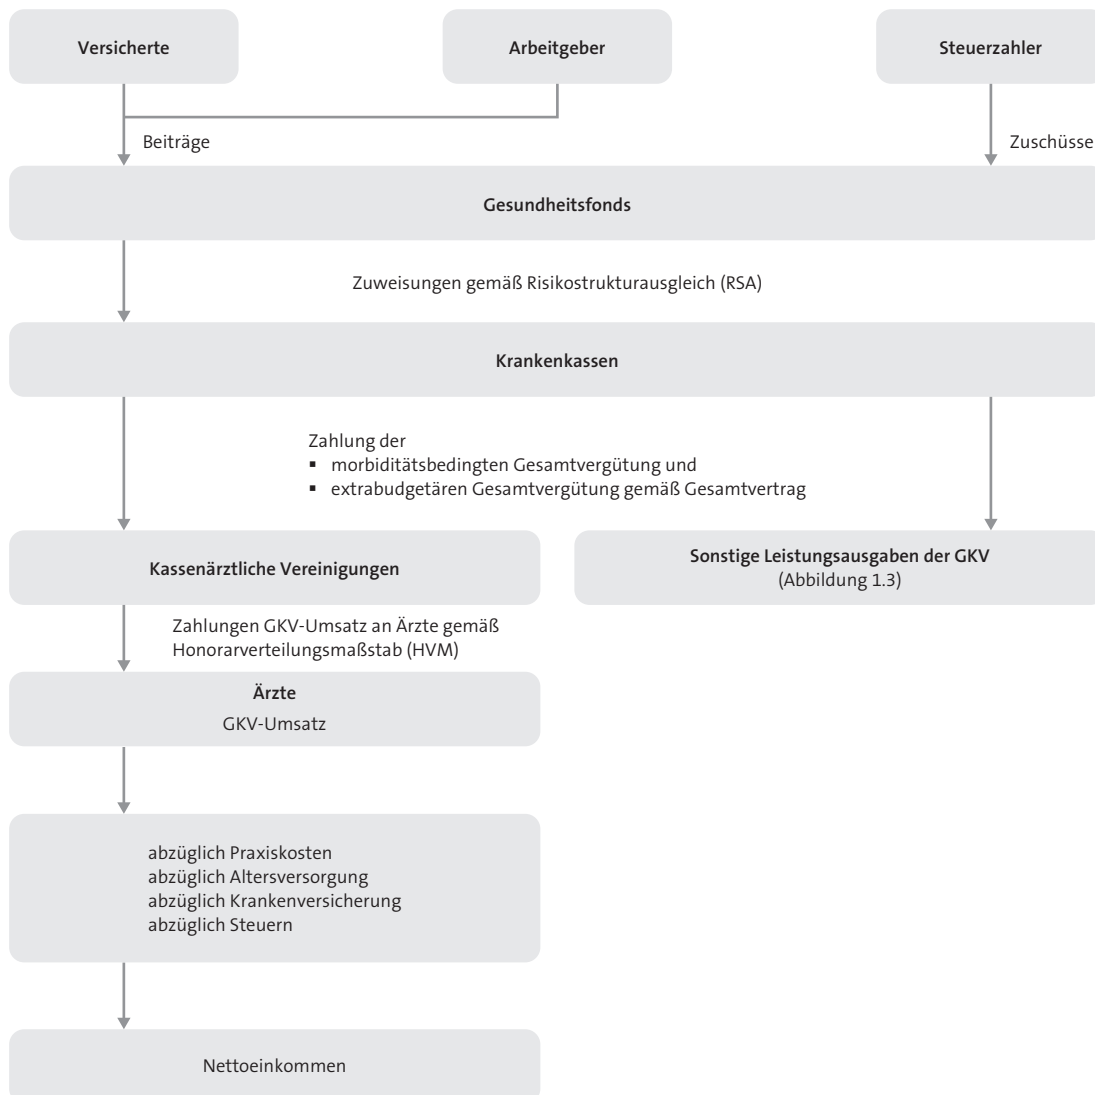 Versicherte
Arbeitgeber
Steuerzahler
Beiträge
Zuschüsse
Gesundheitsfonds
Zuweisungen gemäß Risikostrukturausgleich (RSA)
Krankenkassen
Zahlung der
▪ morbiditätsbedingten Gesamtvergütung und
▪ extrabudgetären Gesamtvergütung gemäß Gesamtvertrag
Kassenärztliche Vereinigungen
Sonstige Leistungsausgaben der GKV
(Abbildung 1.3)
Zahlungen GKV-Umsatz an Ärzte gemäß
Honorarverteilungsmaßstab (HVM)
Ärzte
GKV-Umsatz
abzüglich Praxiskosten
abzüglich Altersversorgung
abzüglich Krankenversicherung
abzüglich Steuern
Nettoeinkommen